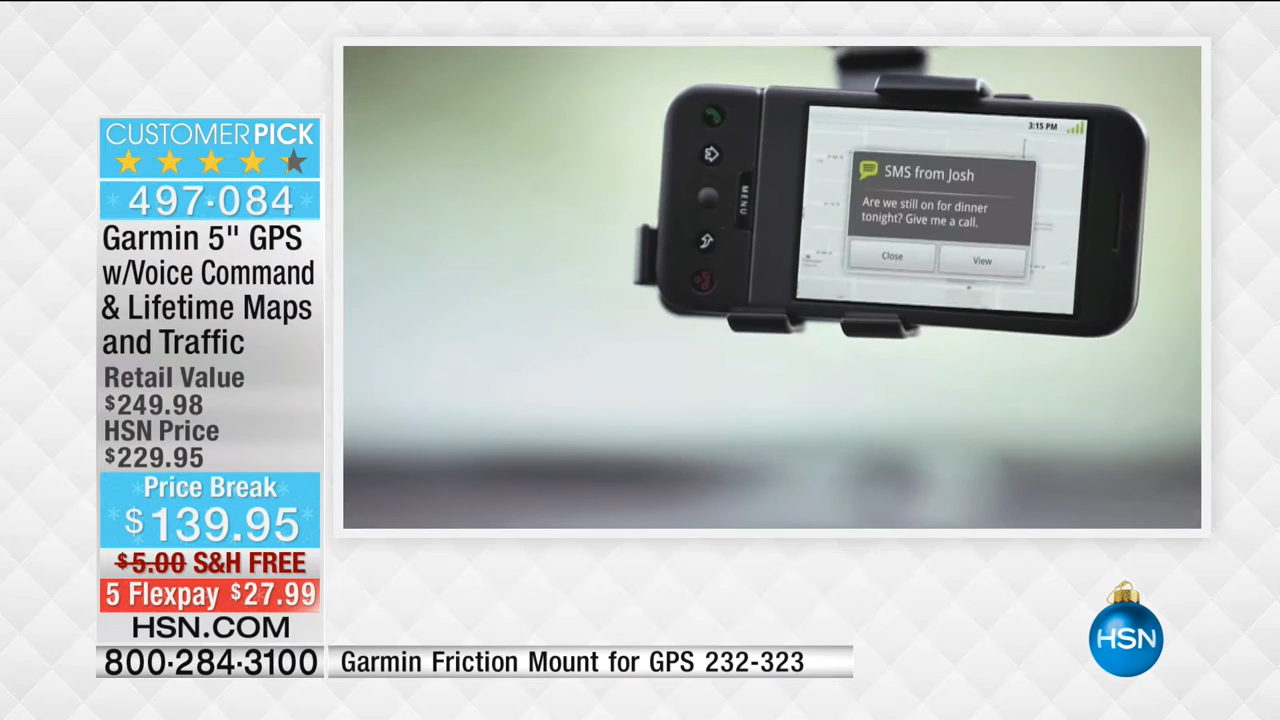 CUSTOMER PICK
497-084
Garmin 5" GPS
w/Voice Command
& Lifetime Maps
and Traffic
Retail Value
$249.98
HSN Price
$229.95
Price Break
$139.95
$5.00 S&H FREE
5 Flexpay $27.99
HSN.COM
800-284-3100
Garmin Friction Mount for GPS 232-323
MENU
3:15 PM
SMS from Josh
Are we still on for dinner
tonight? Give me a call.
Close
View
HSN